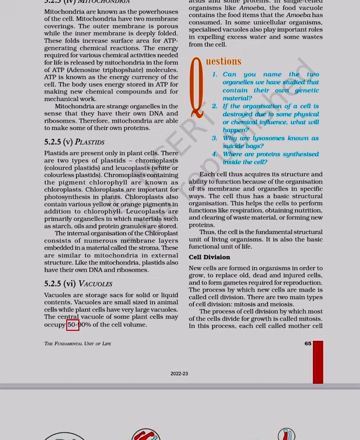 5.2.5 (iv) MITOCHONDRIA
Mitochondria are known as the powerhouses
of the cell. Mitochondria have two membrane
coverings. The outer membrane is porous
while the inner membrane is deeply folded.
These folds increase surface area for ATP-
generating chemical reactions. The energy
required for various chemical activities needed
for life is released by mitochondria in the form
of ATP (Adenosine triphosphate) molecules.
ATP is known as the energy currency of the
cell. The body uses energy stored in ATP for
making new chemical compounds and for
mechanical work.
Mitochondria are strange organelles in the
sense that they have their own DNA and
ribosomes. Therefore, mitochondria are able
to make some of their own proteins.
5.2.5 (v) PLASTIDS
Plastids are present only in plant cells. There
are two types of plastids – chromoplasts
(coloured plastids) and leucoplasts (white or
colourless plastids). Chromoplasts containing
the pigment chlorophyll are known as
chloroplasts. Chloroplasts are important for
photosynthesis in plants. Chloroplasts also
contain various yellow or orange pigments in
addition to chlorophyll. Leucoplasts are
primarily organelles in which materials such
as starch, oils and protein granules are stored.
The internal organisation of the Chloroplast
consists of numerous membrane layers
embedded in a material called the stroma. These
are similar to mitochondria in external
structure. Like the mitochondria, plastids also
have their own DNA and ribosomes.
5.2.5 (vi) VACUOLES
Vacuoles are storage sacs for solid or liquid
contents. Vacuoles are small sized in animal
cells while plant cells have very large vacuoles.
The central vacuole of some plant cells may
occupy 50-90% of the cell volume.
acids and some proteins. In single-celled
organisms like Amoeba, the food vacuole
contains the food items that the Amoeba has
consumed. In some unicellular organisms,
specialised vacuoles also play important roles
in expelling excess water and some wastes
from the cell.
Questions
1. Can you name the two
organelles we have studied
that contain their own genetic
material?
2. If the organisation of a cell is
destroyed due to some physical
or chemical influence, what will
happen?
3. Why are lysosomes known as
suicide bags?
4. Where are proteins synthesised
inside the cell?
Each cell thus acquires its structure and
ability to function because of the organisation
of its membrane and organelles in specific
ways. The cell thus has a basic structural
organisation. This helps the cells to perform
functions like respiration, obtaining nutrition,
and clearing of waste material, or forming new
proteins.
Thus, the cell is the fundamental structural
unit of living organisms. It is also the basic
functional unit of life.
Cell Division
New cells are formed in organisms in order to
grow, to replace old, dead and injured cells,
and to form gametes required for reproduction.
The process by which new cells are made is
called cell division. There are two main types
of cell division: mitosis and meiosis.
The process of cell division by which most
of the cells divide for growth is called mitosis.
In this process, each cell called mother cell
THE FUNDAMENTAL UNIT OF LIFE
65
2022-23